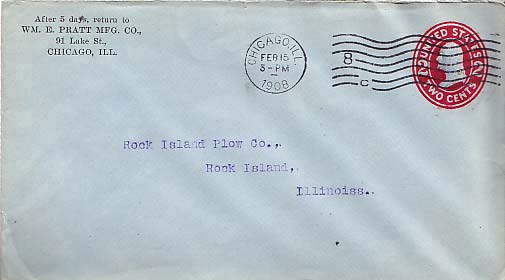 After 5 days, return to
WM. E. PRATT MFG. CO.,
91 Lake St.,
CHICAGO, ILL.
CHICAGO, ILL.
FEB 15
3-PM
1908
8
C
UNITED STATES
TWO CENTS
Rock Island Plow Co.,.
Rock Island,.
Illinoiss..